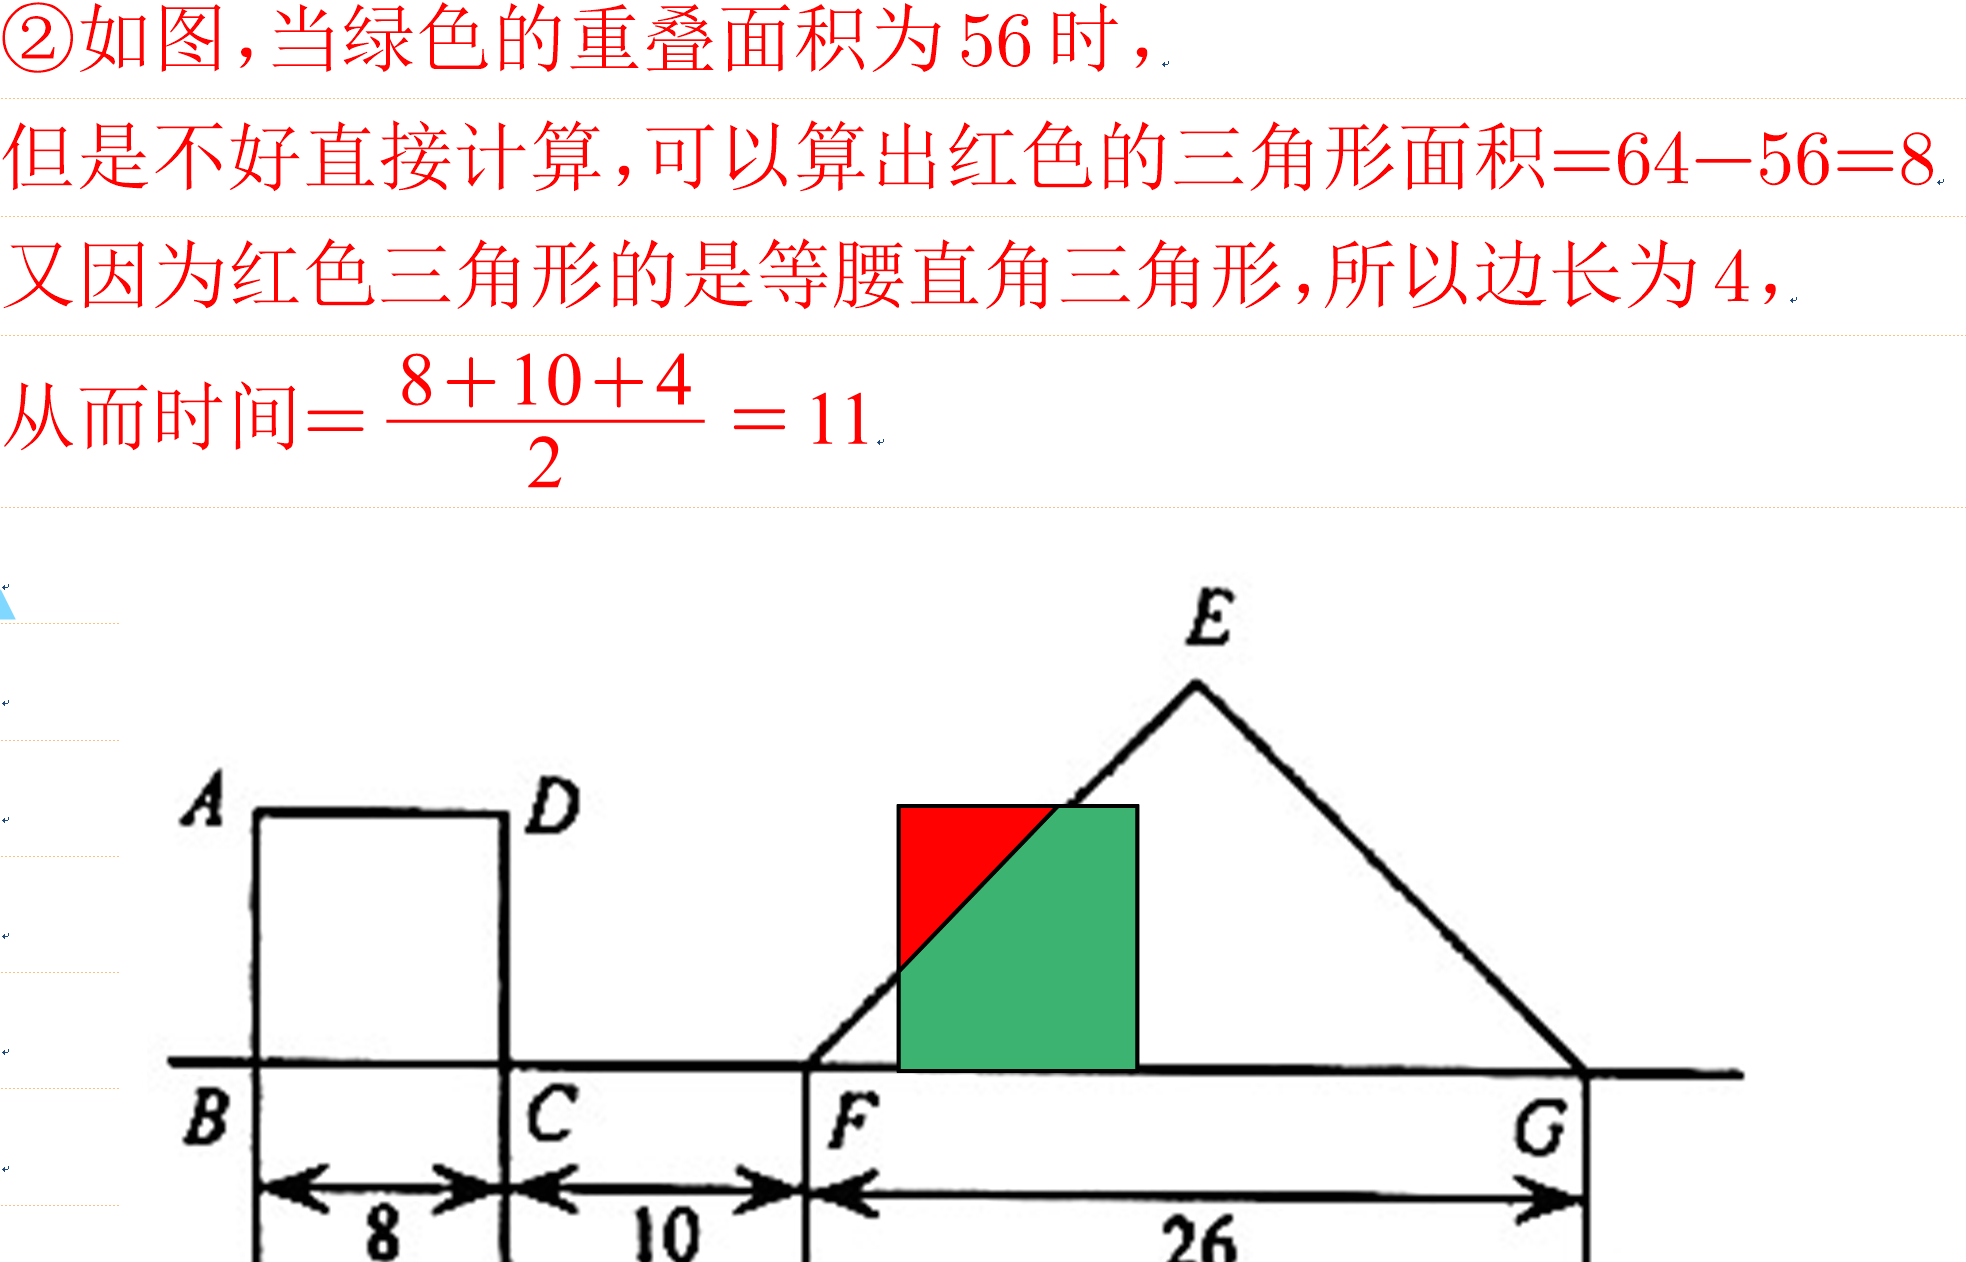 ②如图,当绿色的重叠面积为56时,
但是不好直接计算,可以算出红色的三角形面积=64-56=8
又因为红色三角形的是等腰直角三角形,所以边长为4,
从而时间=\frac{8+10+4}{2}=11
E
A D
B C F G
8 10 26